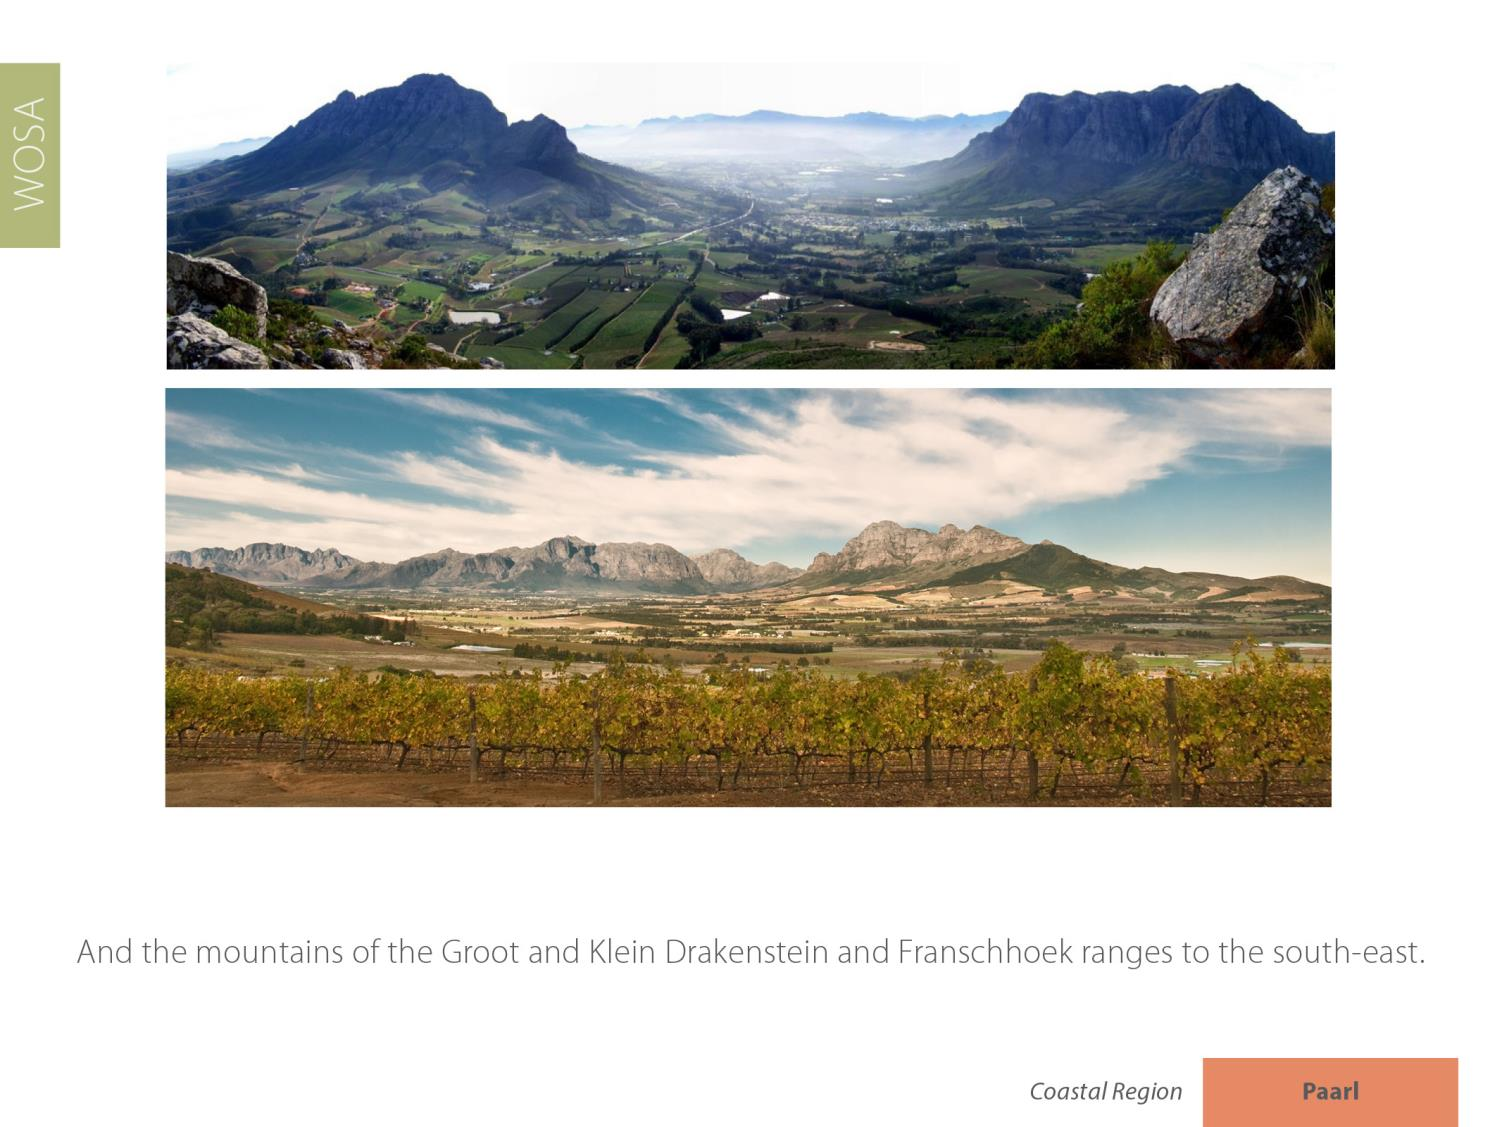 WOSA
And the mountains of the Groot and Klein Drakenstein and Franschhoek ranges to the south-east.
Coastal Region
Paarl